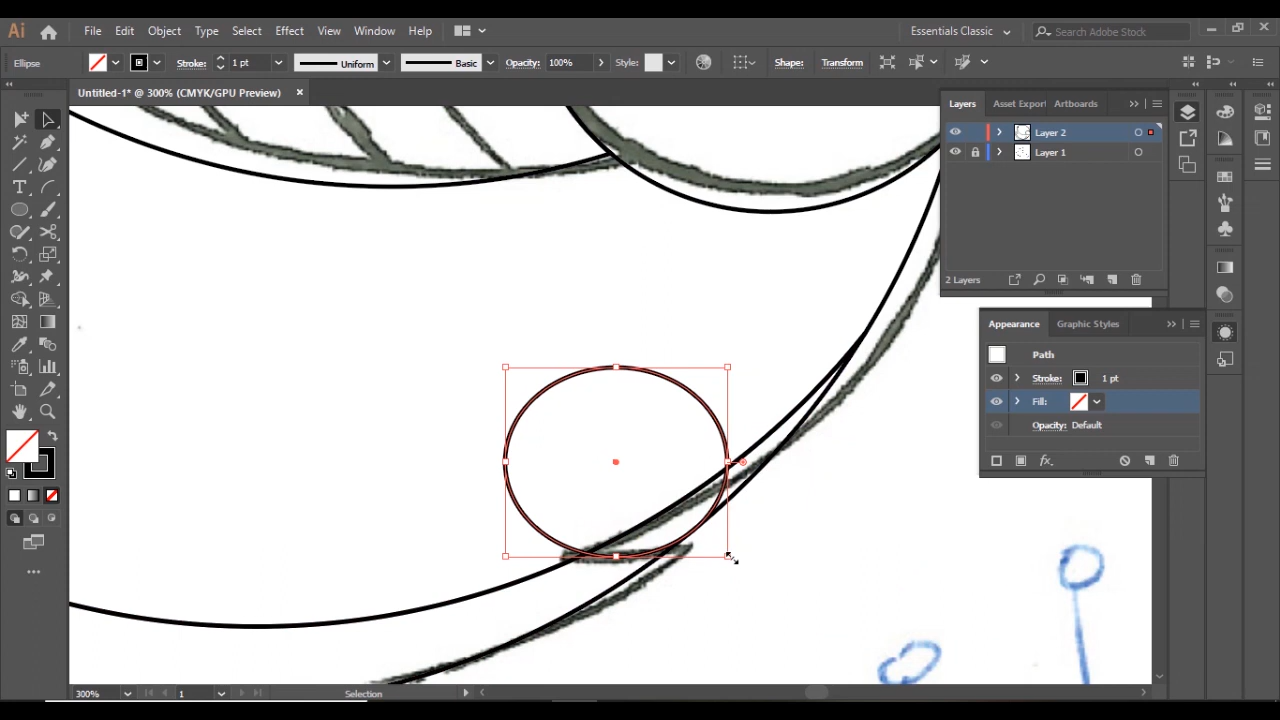 Ai File Edit Object Type Select Effect View Window Help Essentials Classic Search Adobe Stock
Ellipse Stroke: 1 pt Uniform Basic Opacity: 100% Style: Shape: Transform
Untitled-1* @ 300% (CMYK/GPU Preview) ×
Layers Asset Export Artboards
Layer 2
Layer 1
2 Layers
Appearance Graphic Styles
Path
Stroke: 1 pt
Fill:
Opacity: Default
fx.
300% 1 Selection